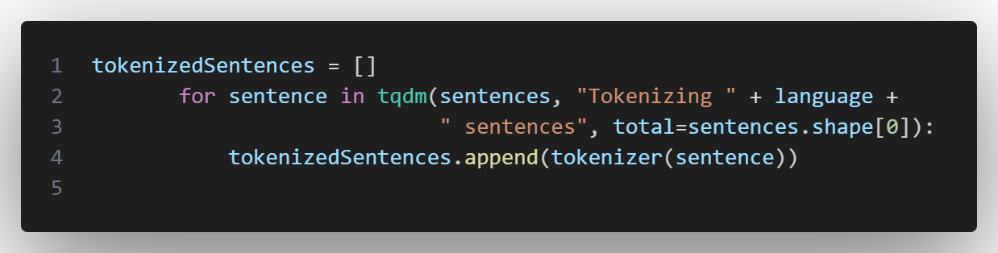 1 tokenizedSentences = []
2 for sentence in tqdm(sentences, "Tokenizing " + language +
3 " sentences", total=sentences.shape[0]):
4 tokenizedSentences.append(tokenizer(sentence))
5